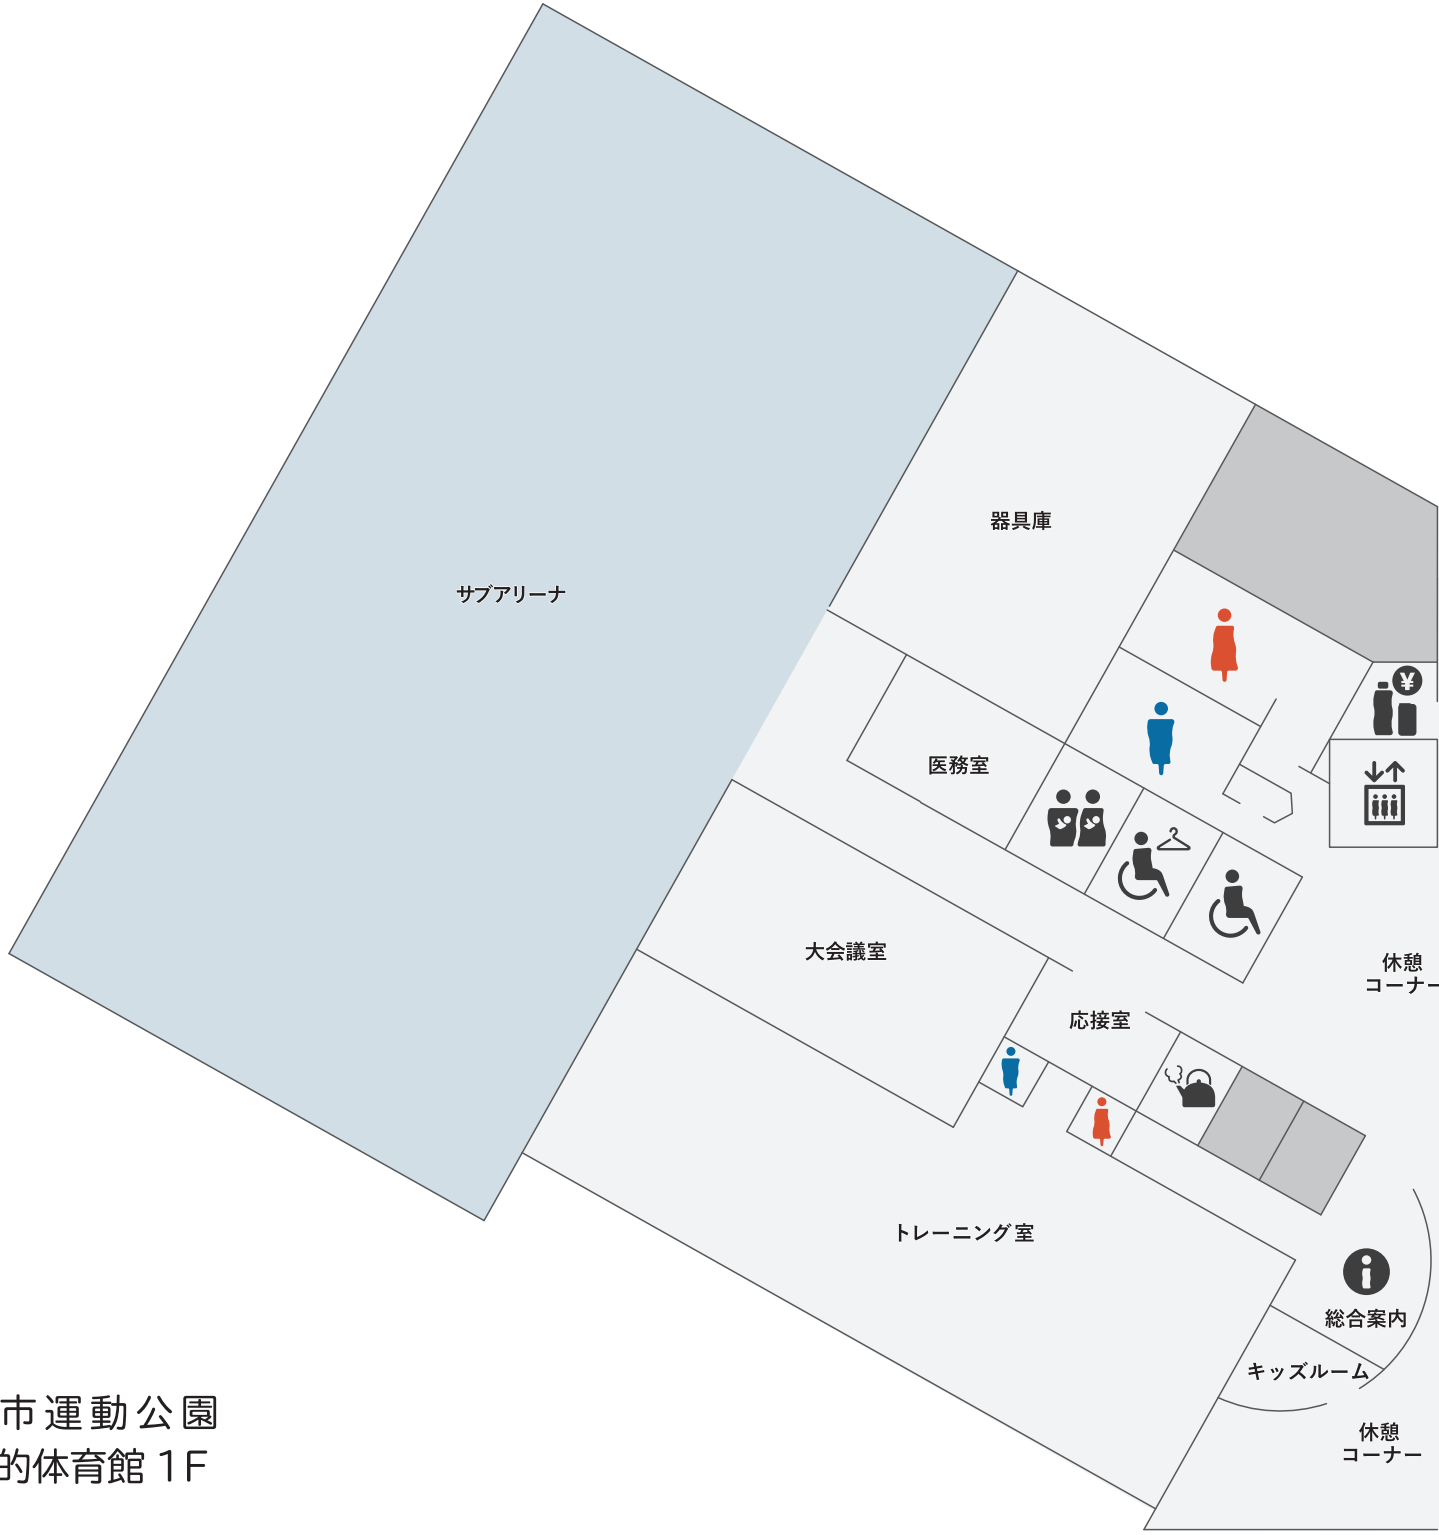 器具庫
サブアリーナ
¥
医務室
大会議室
休憩
コーナー
応接室
トレーニング室
総合案内
キッズルーム
休憩
コーナー
市運動公園
的体育館 1F